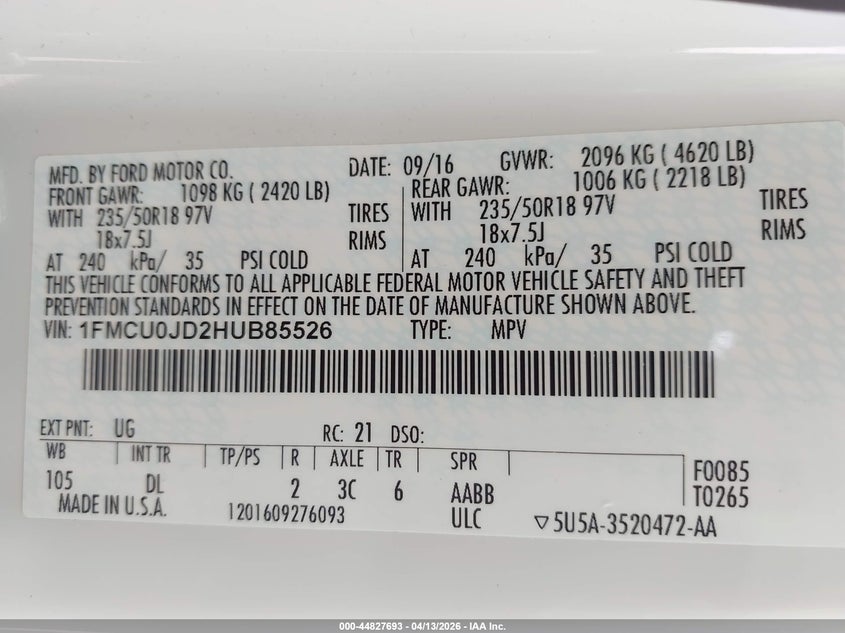 MFD. BY FORD MOTOR CO. DATE: 09/16 GVWR: 2096 KG ( 4620 LB)
FRONT GAWR: 1098 KG ( 2420 LB) REAR GAWR: 1006 KG ( 2218 LB)
WITH 235/50R18 97V TIRES WITH 235/50R18 97V TIRES
18x7.5J RIMS 18x7.5J RIMS
AT 240 kPa/ 35 PSI COLD AT 240 kPa/ 35 PSI COLD
THIS VEHICLE CONFORMS TO ALL APPLICABLE FEDERAL MOTOR VEHICLE SAFETY AND THEFT
PREVENTION STANDARDS IN EFFECT ON THE DATE OF MANUFACTURE SHOWN ABOVE.
VIN: 1FMCU0JD2HUB85526 TYPE: MPV
EXT PNT: UG RC: 21 DSO:
WB INT TR TP/PS R AXLE TR SPR
105 DL 2 3C 6 AABB F0085
MADE IN U.S.A. 1201609276093 ULC T0265
▽5U5A-3520472-AA
000-44827693 - 04/13/2026 - IAA Inc.